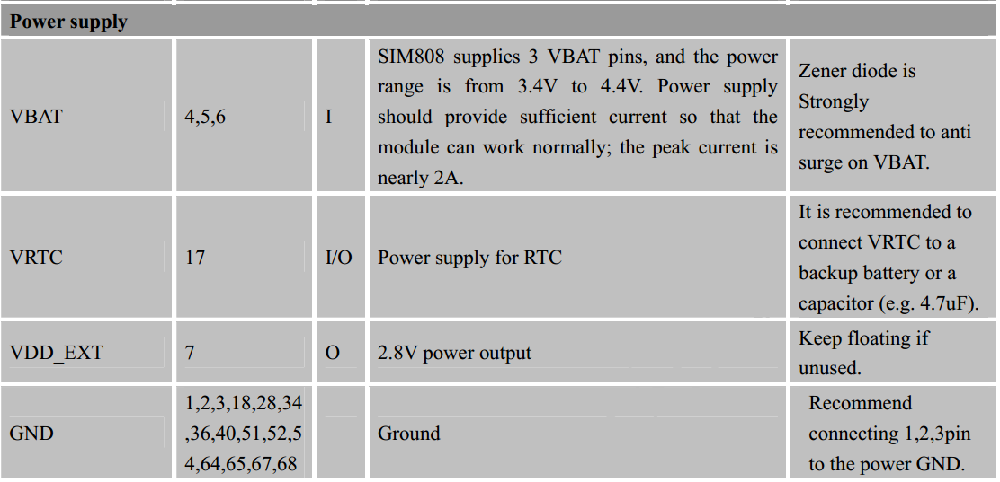 Power supply
VBAT
4,5,6
I
SIM808 supplies 3 VBAT pins, and the power
range is from 3.4V to 4.4V. Power supply
should provide sufficient current so that the
module can work normally; the peak current is
nearly 2A.
Zener diode is
Strongly
recommended to anti
surge on VBAT.
VRTC
17
I/O
Power supply for RTC
It is recommended to
connect VRTC to a
backup battery or a
capacitor (e.g. 4.7uF).
VDD_EXT
7
O
2.8V power output
Keep floating if
unused.
GND
1,2,3,18,28,34
,36,40,51,52,5
4,64,65,67,68
Ground
Recommend
connecting 1,2,3pin
to the power GND.